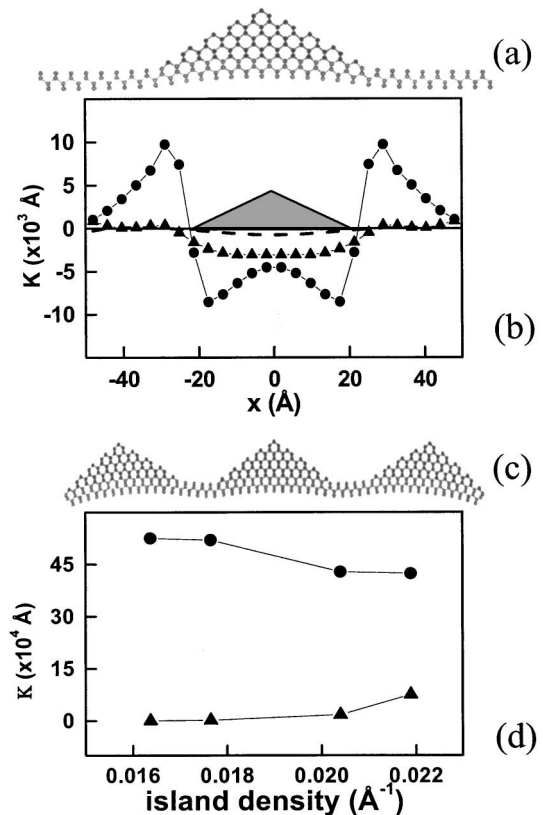 (a)
10
5
0
-5
-10
K (x10³ Å)
-40 -20 0 20 40
x (Å)
(b)
(c)
45
30
15
0
K (x10⁴ Å)
0.016 0.018 0.020 0.022
island density (Å⁻¹)
(d)